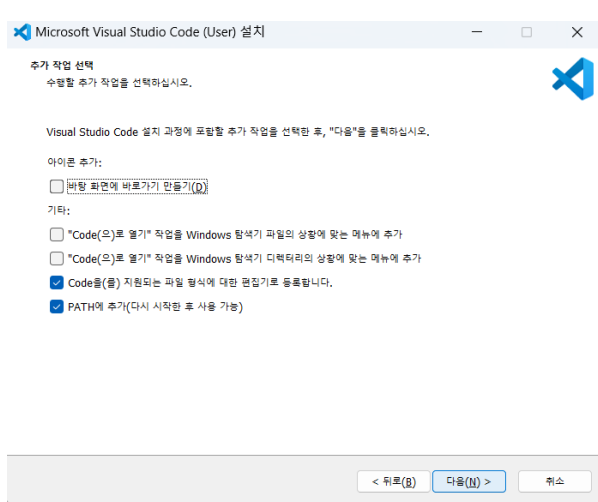 Microsoft Visual Studio Code (User) 설치
추가 작업 선택
수행할 추가 작업을 선택하십시오.
Visual Studio Code 설치 과정에 포함할 추가 작업을 선택한 후, "다음"을 클릭하십시오.
아이콘 추가:
바탕 화면에 바로가기 만들기(D)
기타:
"Code(으)로 열기" 작업을 Windows 탐색기 파일의 상황에 맞는 메뉴에 추가
"Code(으)로 열기" 작업을 Windows 탐색기 디렉터리의 상황에 맞는 메뉴에 추가
Code을(를) 지원되는 파일 형식에 대한 편집기로 등록합니다.
PATH에 추가(다시 시작한 후 사용 가능)
< 뒤로(B) 다음(N) > 취소